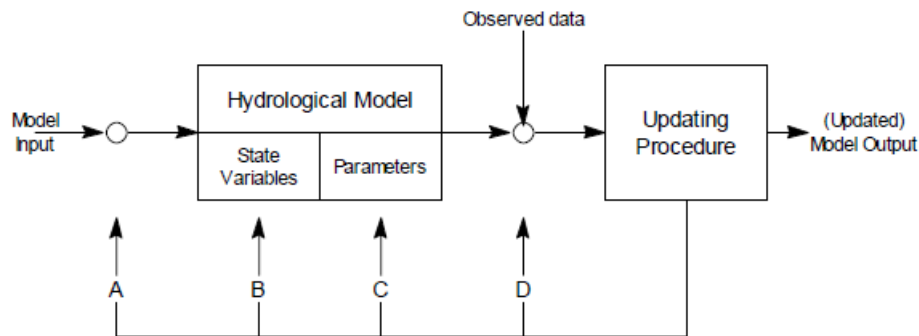 Observed data
Model
Input
Hydrological Model
State
Variables
Parameters
Updating
Procedure
(Updated)
Model Output
A
B
C
D